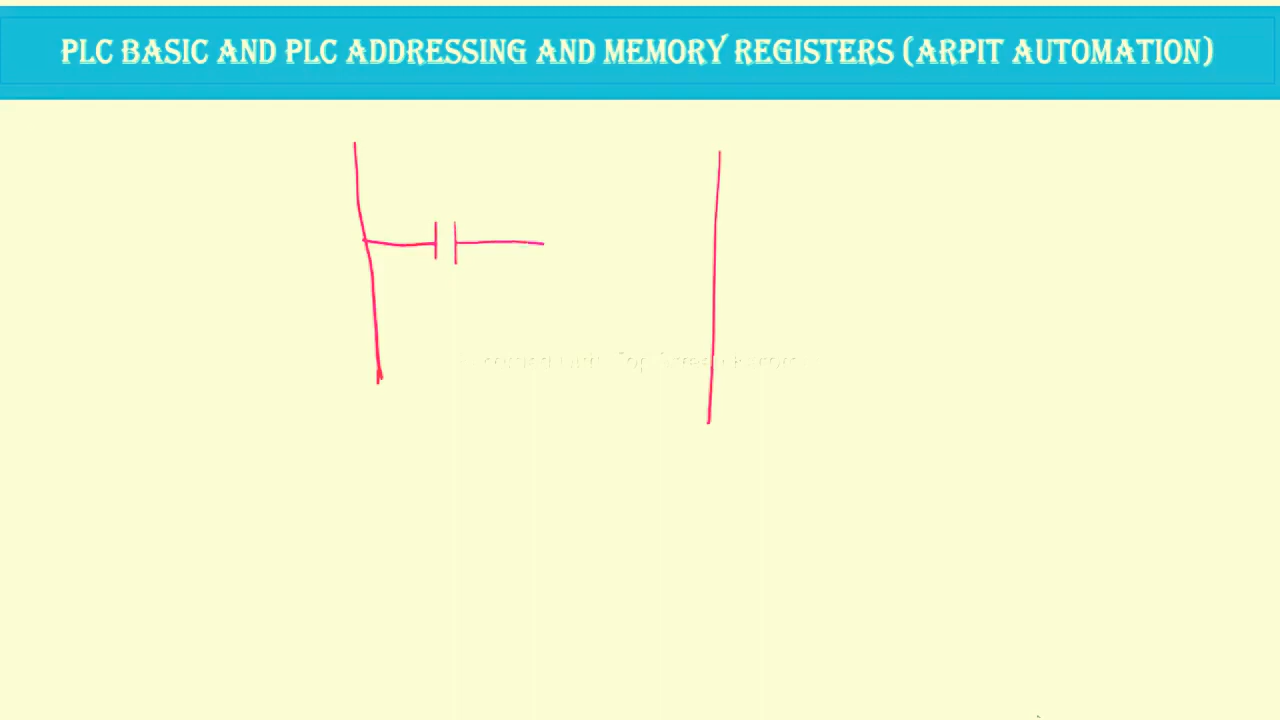 PLC BASIC AND PLC ADDRESSING AND MEMORY REGISTERS (ARPIT AUTOMATION)